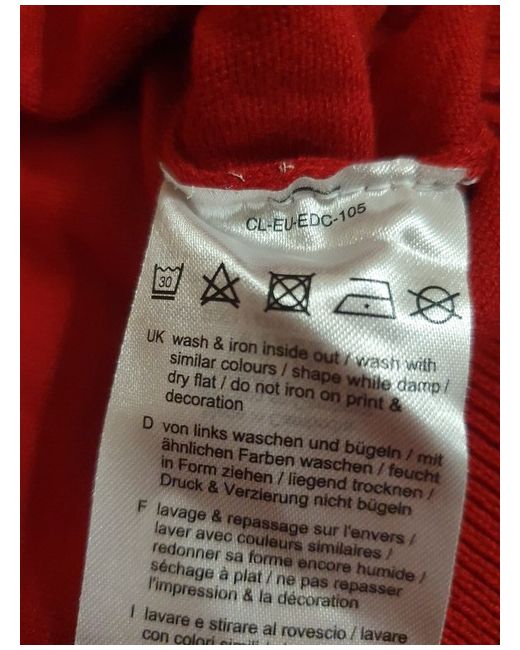 CL-EU-EDC-105
30
UK wash & iron inside out / wash with
similar colours / shape while damp /
dry flat / do not iron on print &
decoration
D von links waschen und bügeln / mit
ähnlichen Farben waschen / feucht
in Form ziehen / liegend trocknen /
Druck & Verzierung nicht bügeln
F lavage & repassage sur l'envers /
laver avec couleurs similaires /
redonner sa forme encore humide /
séchage à plat / ne pas repasser
l'impression & la décoration
I lavare e stirare al rovescio / lavare
con colori